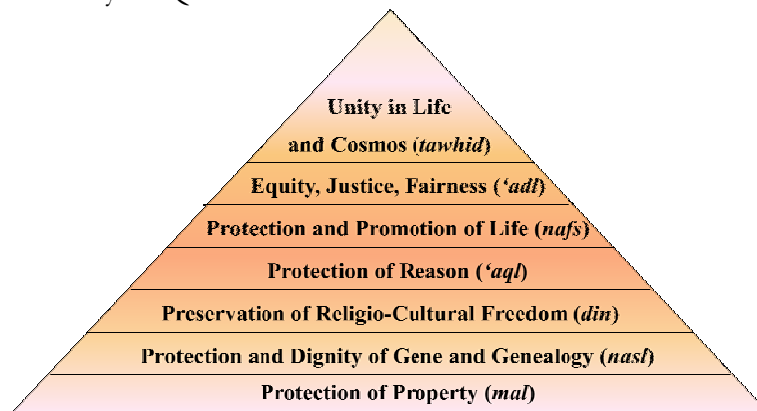 Unity in Life
and Cosmos (tawhid)
Equity, Justice, Fairness (‘adl)
Protection and Promotion of Life (nafs)
Protection of Reason (‘aql)
Preservation of Religio-Cultural Freedom (din)
Protection and Dignity of Gene and Genealogy (nasl)
Protection of Property (mal)